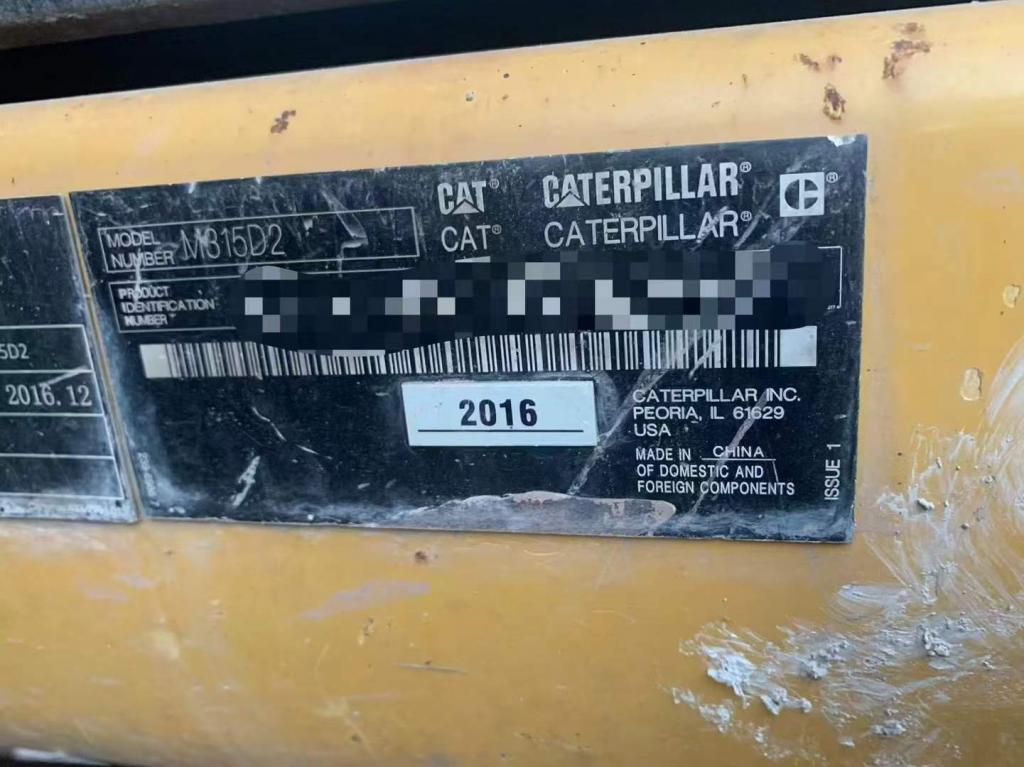 5D2
2016.12
CAT® CATERPILLAR®
CAT® CATERPILLAR®
MODEL
NUMBER M315D2
PRODUCT
IDENTIFICATION
NUMBER
2016
CATERPILLAR INC.
PEORIA, IL 61629
USA
MADE IN CHINA
OF DOMESTIC AND
FOREIGN COMPONENTS
ISSUE 1